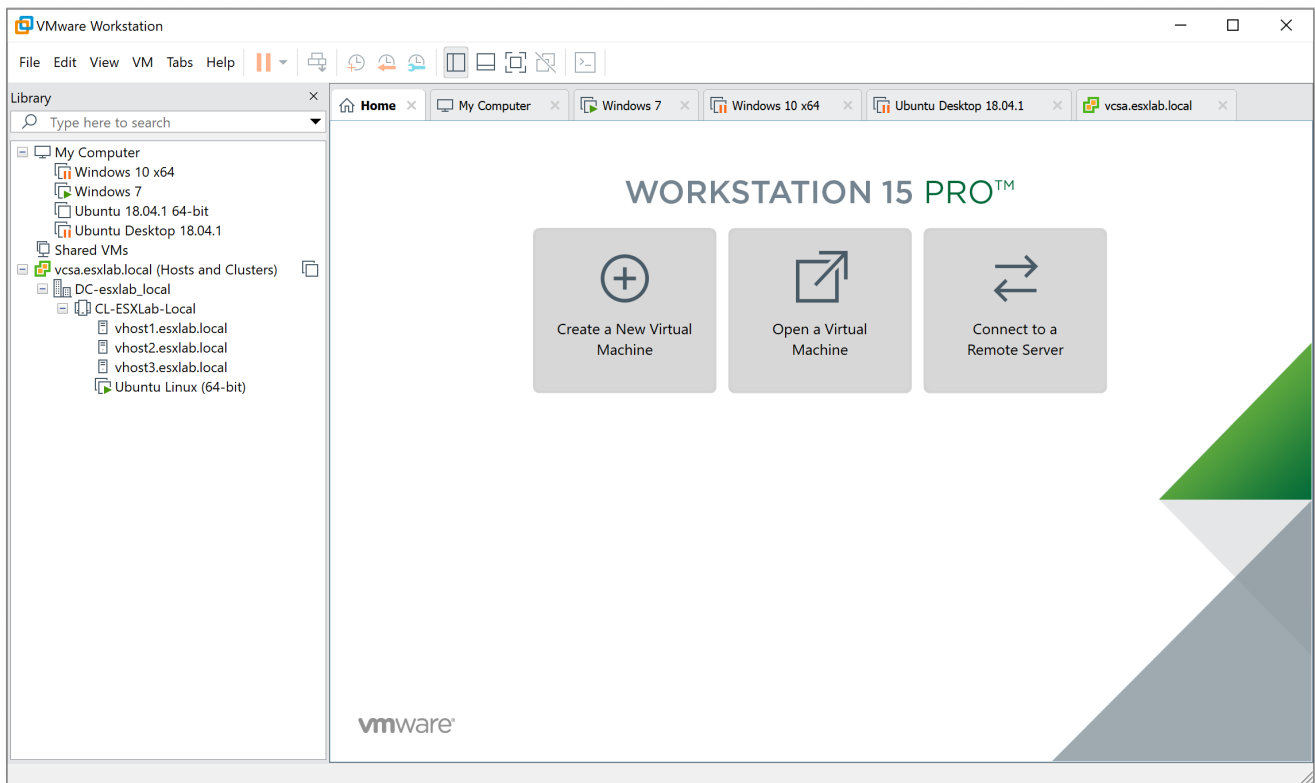 VMware Workstation
File Edit View VM Tabs Help
Library
Type here to search
My Computer
Windows 10 x64
Windows 7
Ubuntu 18.04.1 64-bit
Ubuntu Desktop 18.04.1
Shared VMs
vcsa.esxlab.local (Hosts and Clusters)
DC-esxlab_local
CL-ESXLab-Local
vhost1.esxlab.local
vhost2.esxlab.local
vhost3.esxlab.local
Ubuntu Linux (64-bit)
Home My Computer Windows 7 Windows 10 x64 Ubuntu Desktop 18.04.1 vcsa.esxlab.local
WORKSTATION 15 PRO™
Create a New Virtual
Machine
Open a Virtual
Machine
Connect to a
Remote Server
vmware®